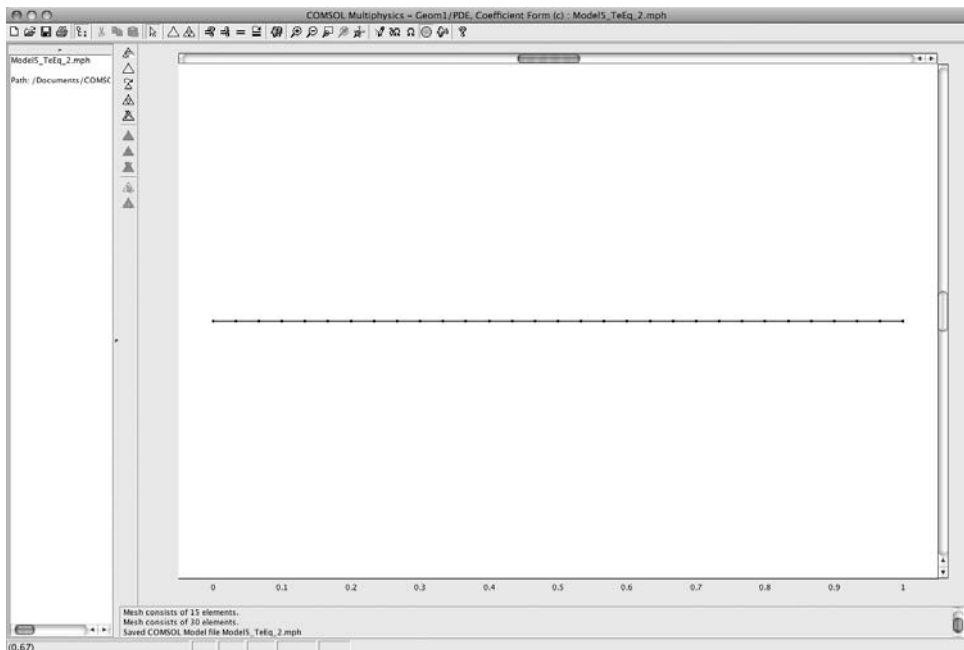 COMSOL Multiphysics – Geom1/PDE, Coefficient Form (c) : Model5_TeEq_2.mph
Model5_TeEq_2.mph
Path: /Documents/COMSC
0 0.1 0.2 0.3 0.4 0.5 0.6 0.7 0.8 0.9 1
Mesh consists of 15 elements.
Mesh consists of 30 elements.
Saved COMSOL Model file Model5_TeEq_2.mph
(0,67)